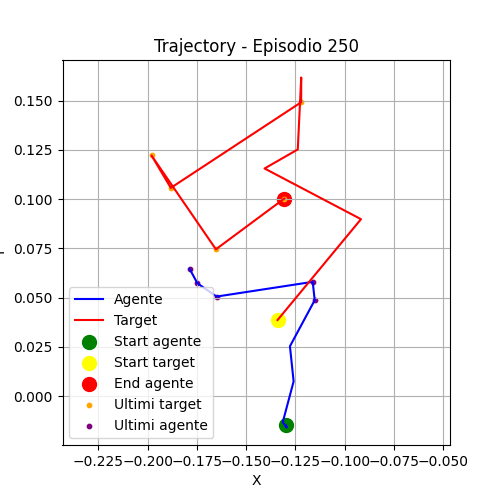 Trajectory - Episodio 250
0.150
0.125
0.100
0.075
0.050
0.025
0.000
Agente
Target
Start agente
Start target
End agente
Ultimi target
Ultimi agente
−0.225 −0.200 −0.175 −0.150 −0.125 −0.100 −0.075 −0.050
X